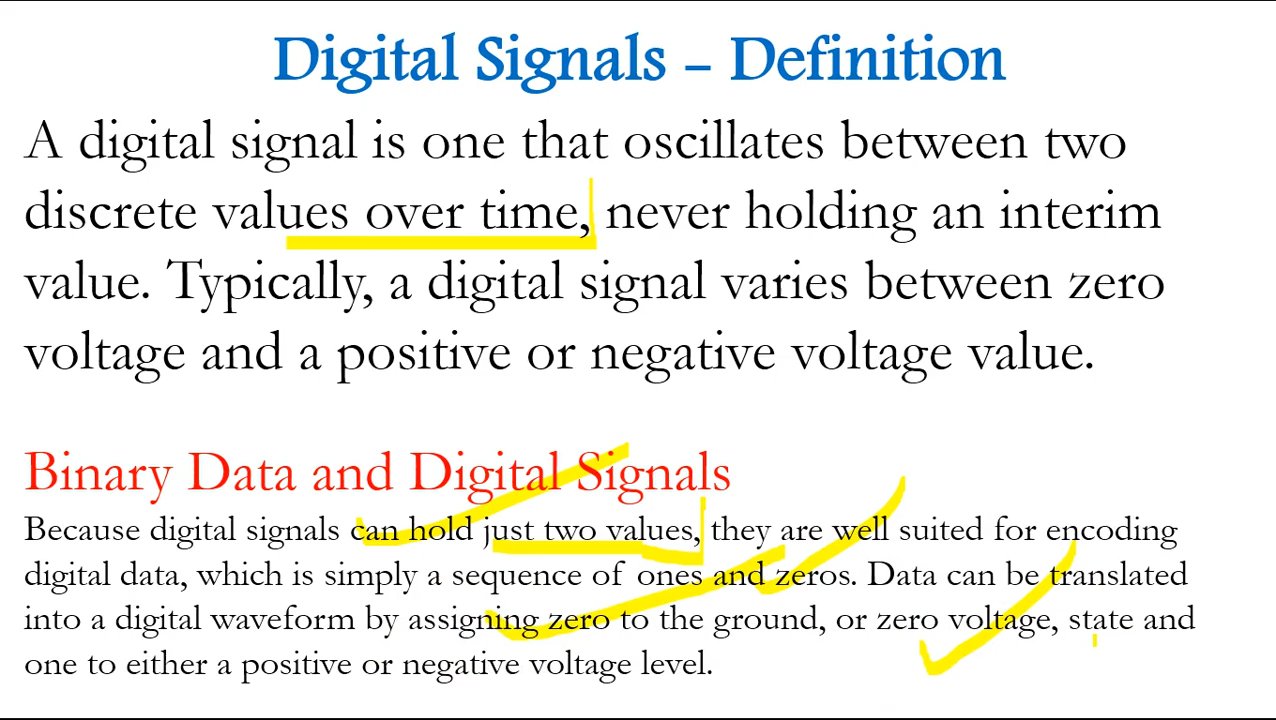 Digital Signals – Definition
A digital signal is one that oscillates between two
discrete values over time, never holding an interim
value. Typically, a digital signal varies between zero
voltage and a positive or negative voltage value.
Binary Data and Digital Signals
Because digital signals can hold just two values, they are well suited for encoding
digital data, which is simply a sequence of ones and zeros. Data can be translated
into a digital waveform by assigning zero to the ground, or zero voltage, state and
one to either a positive or negative voltage level.